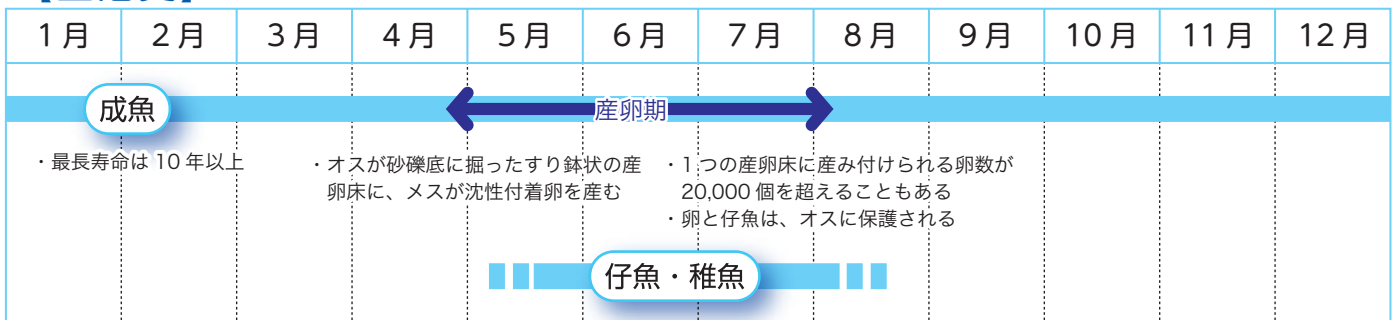 1月 2月 3月 4月 5月 6月 7月 8月 9月 10月 11月 12月
成魚
産卵期
・最長寿命は 10 年以上
・オスが砂礫底に掘ったすり鉢状の産
卵床に、メスが沈性付着卵を産む
・1つの産卵床に産み付けられる卵数が
20,000 個を超えることもある
・卵と仔魚は、オスに保護される
仔魚・稚魚